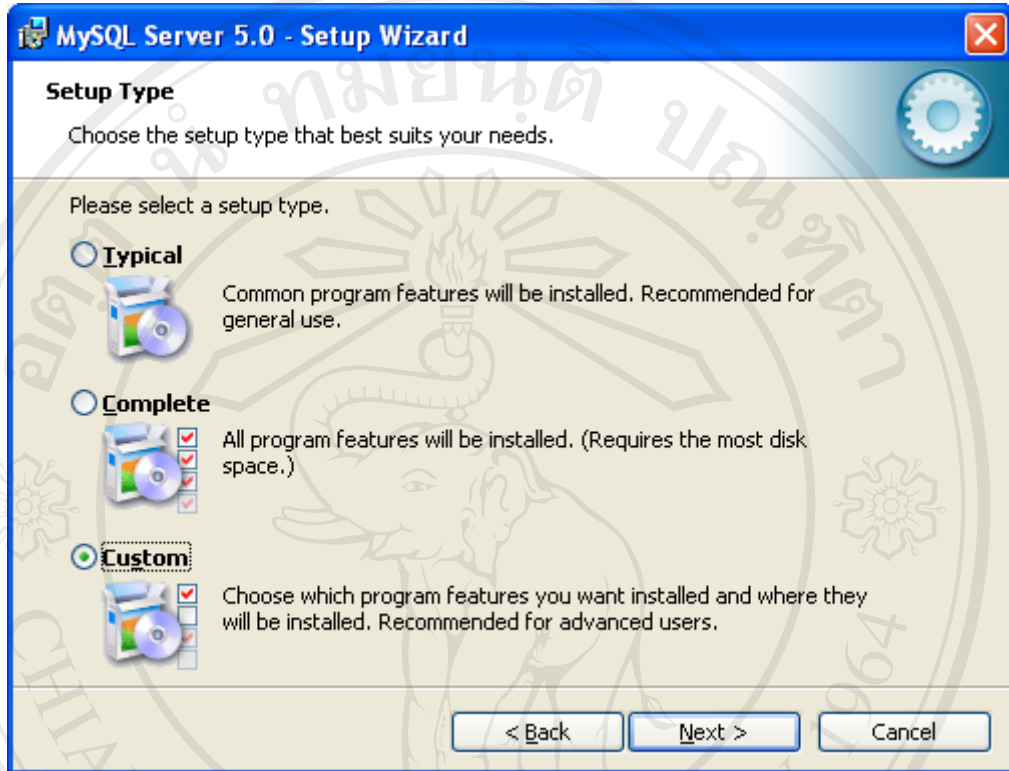 MySQL Server 5.0 - Setup Wizard
Setup Type
Choose the setup type that best suits your needs.
Please select a setup type.
Typical
Common program features will be installed. Recommended for
general use.
Complete
All program features will be installed. (Requires the most disk
space.)
Custom
Choose which program features you want installed and where they
will be installed. Recommended for advanced users.
< Back
Next >
Cancel
1964